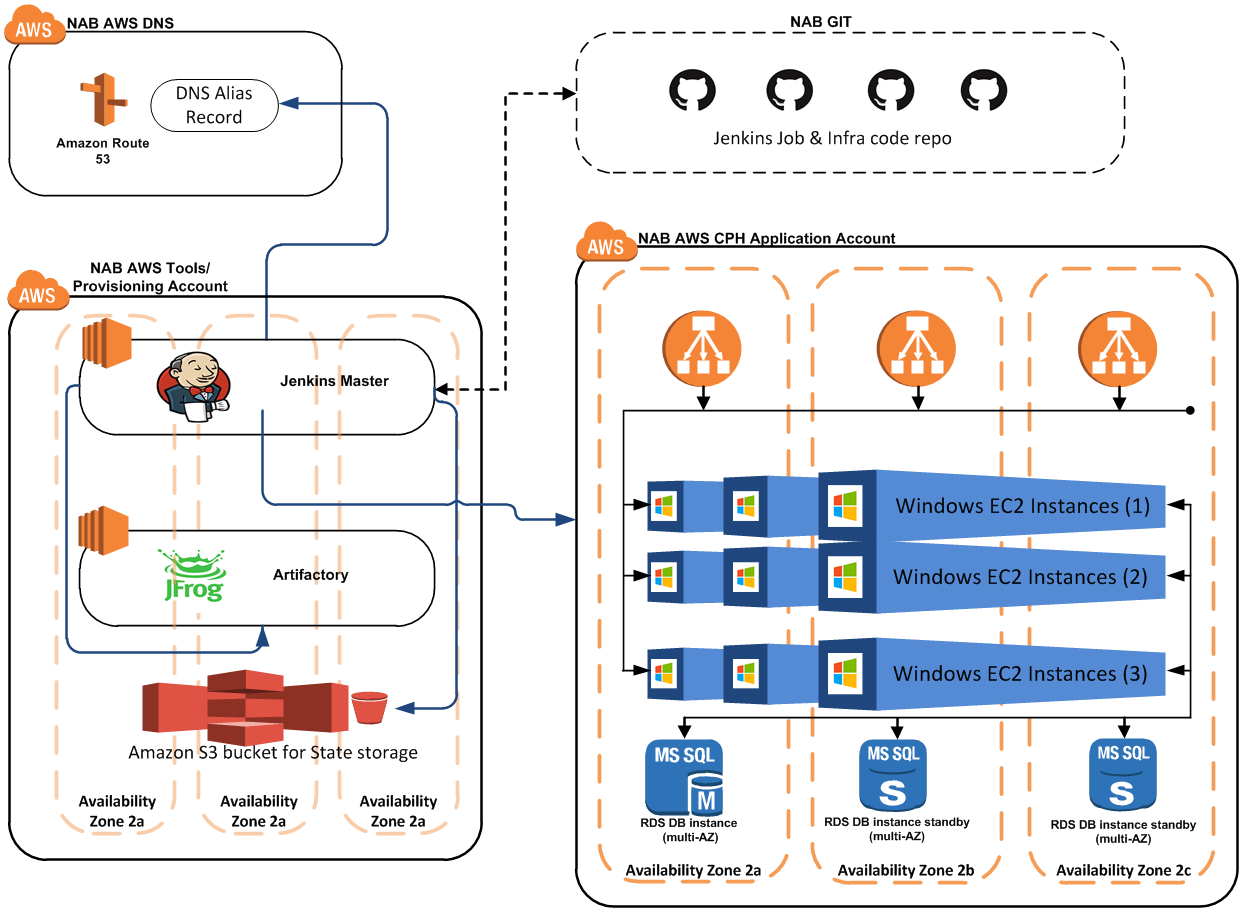 AWS
NAB AWS DNS
Amazon Route
53
DNS Alias
Record
NAB GIT
Jenkins Job & Infra code repo
AWS
NAB AWS Tools/
Provisioning Account
Jenkins Master
JFrog
Artifactory
Amazon S3 bucket for State storage
Availability
Zone 2a
Availability
Zone 2a
Availability
Zone 2a
AWS
NAB AWS CPH Application Account
Windows EC2 Instances (1)
Windows EC2 Instances (2)
Windows EC2 Instances (3)
MS SQL
M
RDS DB instance
(multi-AZ)
MS SQL
S
RDS DB instance standby
(multi-AZ)
MS SQL
S
RDS DB instance standby
(multi-AZ)
Availability Zone 2a
Availability Zone 2b
Availability Zone 2c